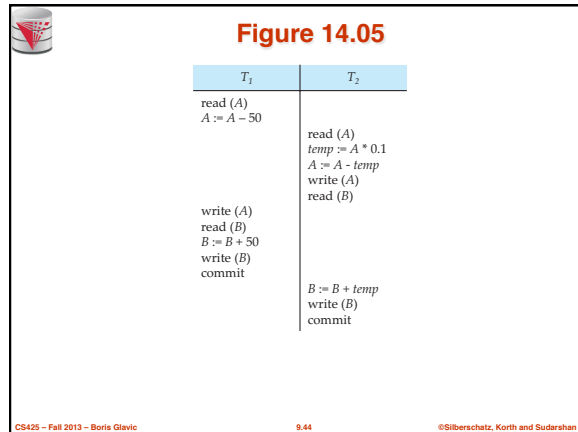 Figure 14.05
T1 T2
read (A)
A := A – 50
read (A)
temp := A * 0.1
A := A - temp
write (A)
read (B)
write (A)
read (B)
B := B + 50
write (B)
commit
B := B + temp
write (B)
commit
CS425 – Fall 2013 – Boris Glavic 9.44 ©Silberschatz, Korth and Sudarshan